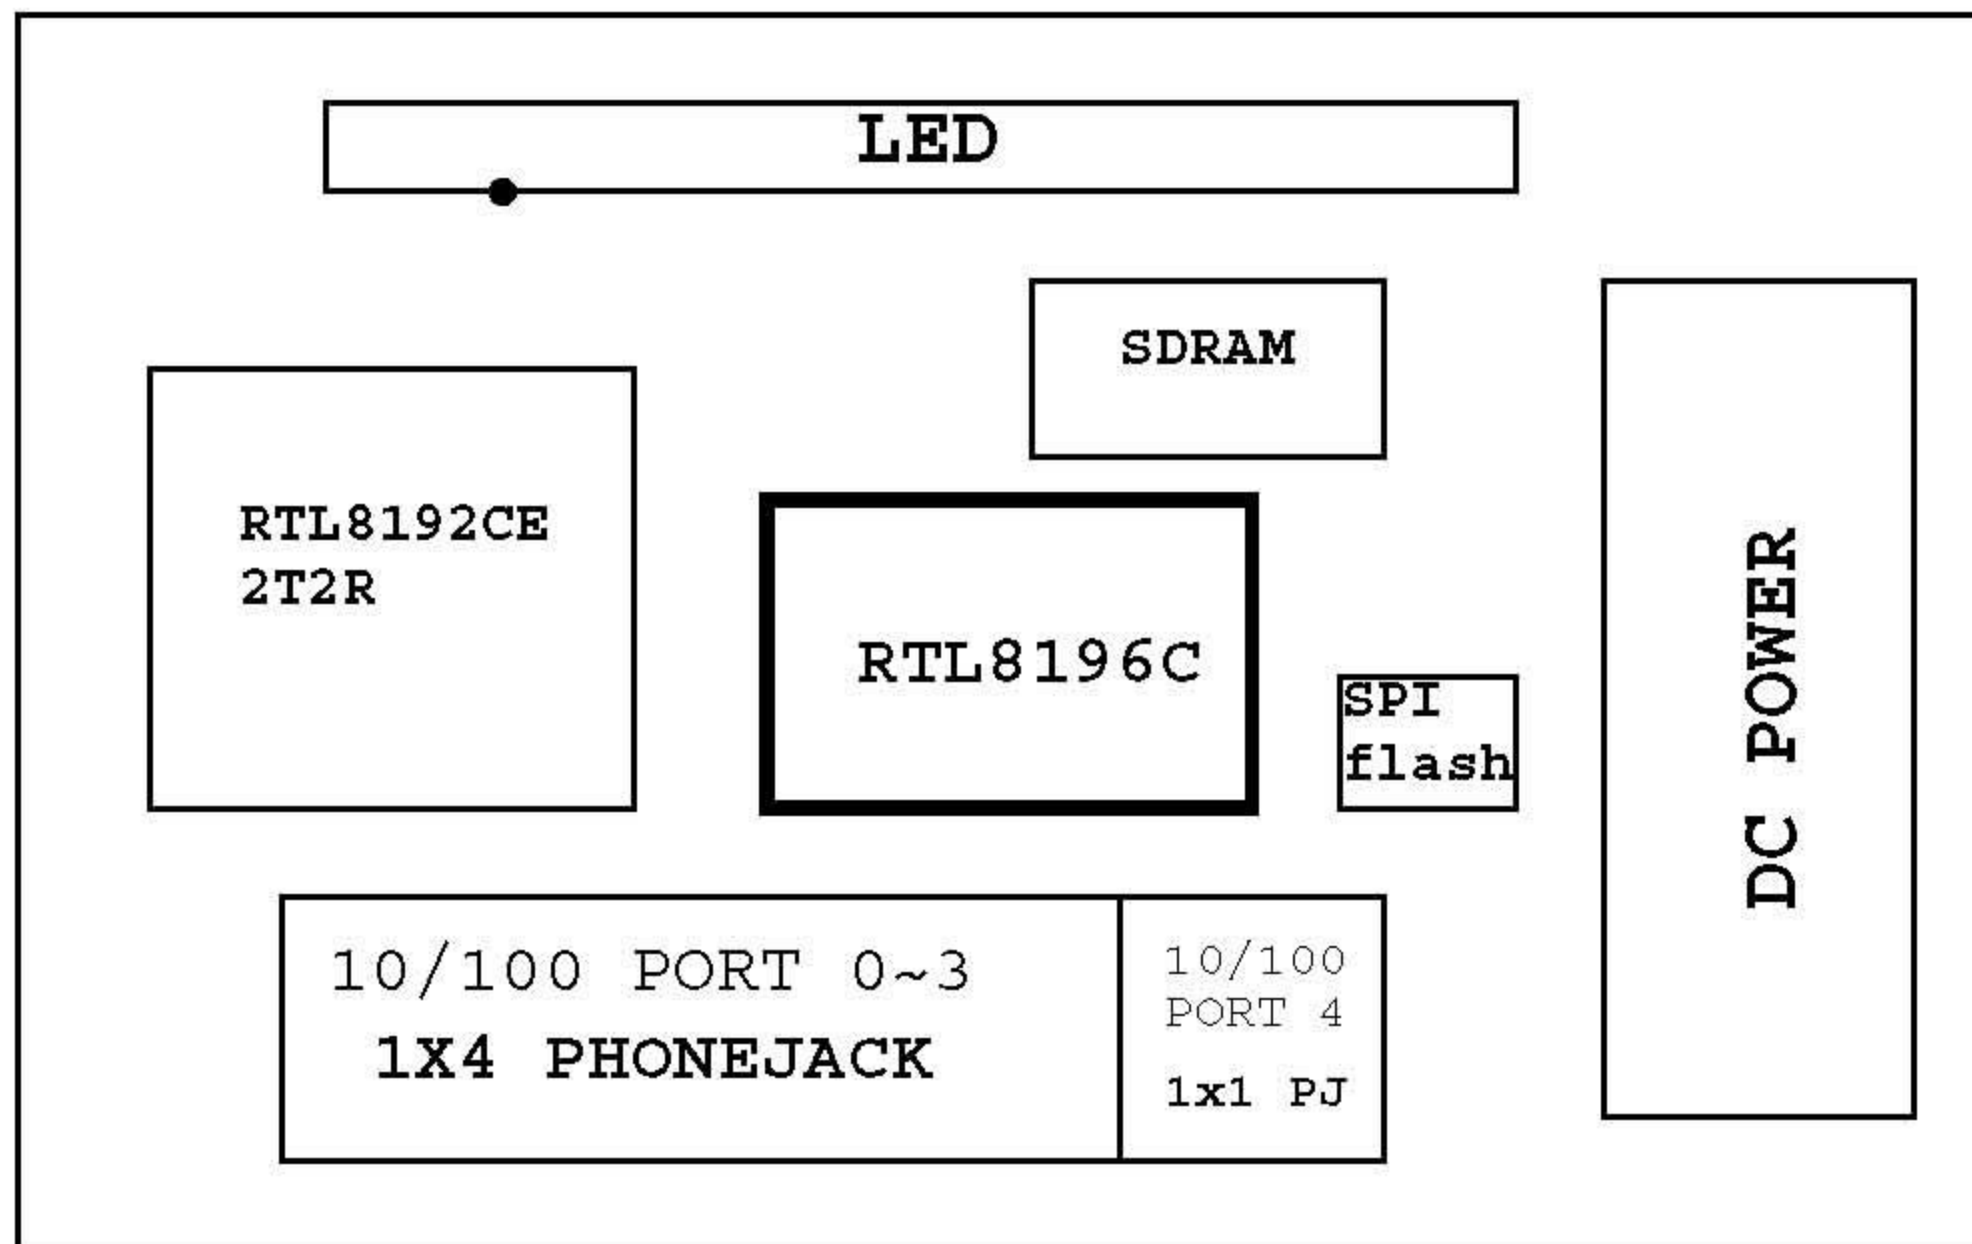 LED
SDRAM
RTL8192CE
2T2R
RTL8196C
SPI
flash
DC POWER
10/100 PORT 0~3
1X4 PHONEJACK
10/100
PORT 4
1x1 PJ